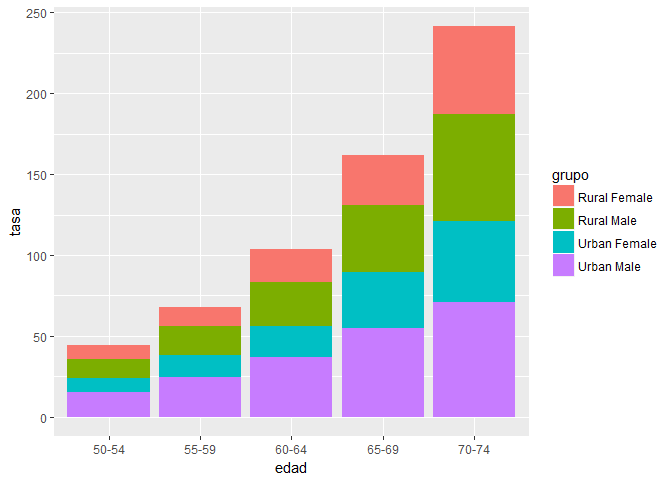 250
200
150
100
50
0
tasa
50-54 55-59 60-64 65-69 70-74
edad
grupo
Rural Female
Rural Male
Urban Female
Urban Male